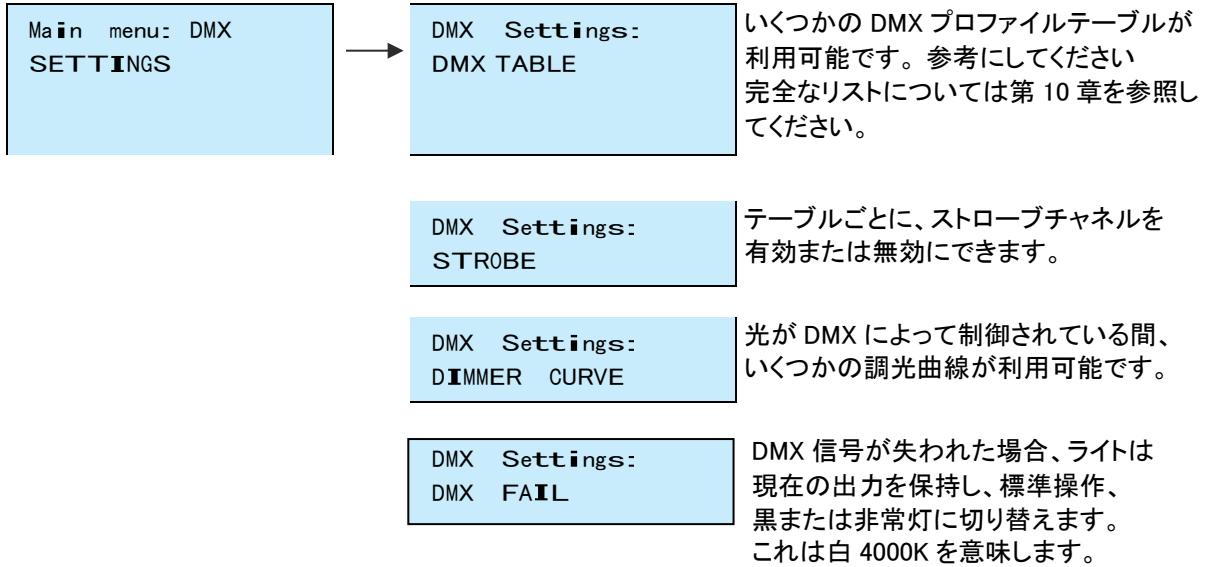 Main menu: DMX
SETTINGS
DMX Settings:
DMX TABLE
いくつかの DMX プロファイルテーブルが
利用可能です。参考にしてください
完全なリストについては第 10 章を参照し
てください。
DMX Settings:
STROBE
テーブルごとに、ストローブチャネルを
有効または無効にできます。
DMX Settings:
DIMMER CURVE
光が DMX によって制御されている間、
いくつかの調光曲線が利用可能です。
DMX Settings:
DMX FAIL
DMX 信号が失われた場合、ライトは
現在の出力を保持し、標準操作、
黒または非常灯に切り替えます。
これは白 4000K を意味します。